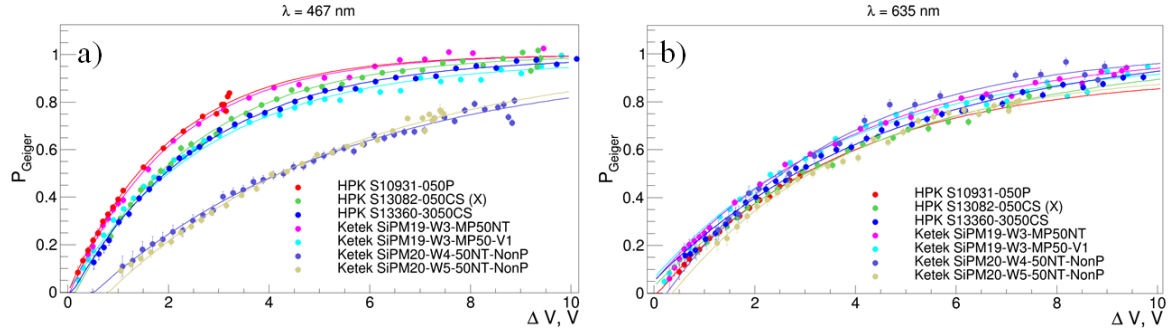 λ = 467 nm
a)
P_Geiger
1
0.8
0.6
0.4
0.2
0
HPK S10931-050P
HPK S13082-050CS (X)
HPK S13360-3050CS
Ketek SiPM19-W3-MP50NT
Ketek SiPM19-W3-MP50-V1
Ketek SiPM20-W4-50NT-NonP
Ketek SiPM20-W5-50NT-NonP
0 2 4 6 8 10
Δ V, V
λ = 635 nm
b)
P_Geiger
1
0.8
0.6
0.4
0.2
0
HPK S10931-050P
HPK S13082-050CS (X)
HPK S13360-3050CS
Ketek SiPM19-W3-MP50NT
Ketek SiPM19-W3-MP50-V1
Ketek SiPM20-W4-50NT-NonP
Ketek SiPM20-W5-50NT-NonP
0 2 4 6 8 10
Δ V, V